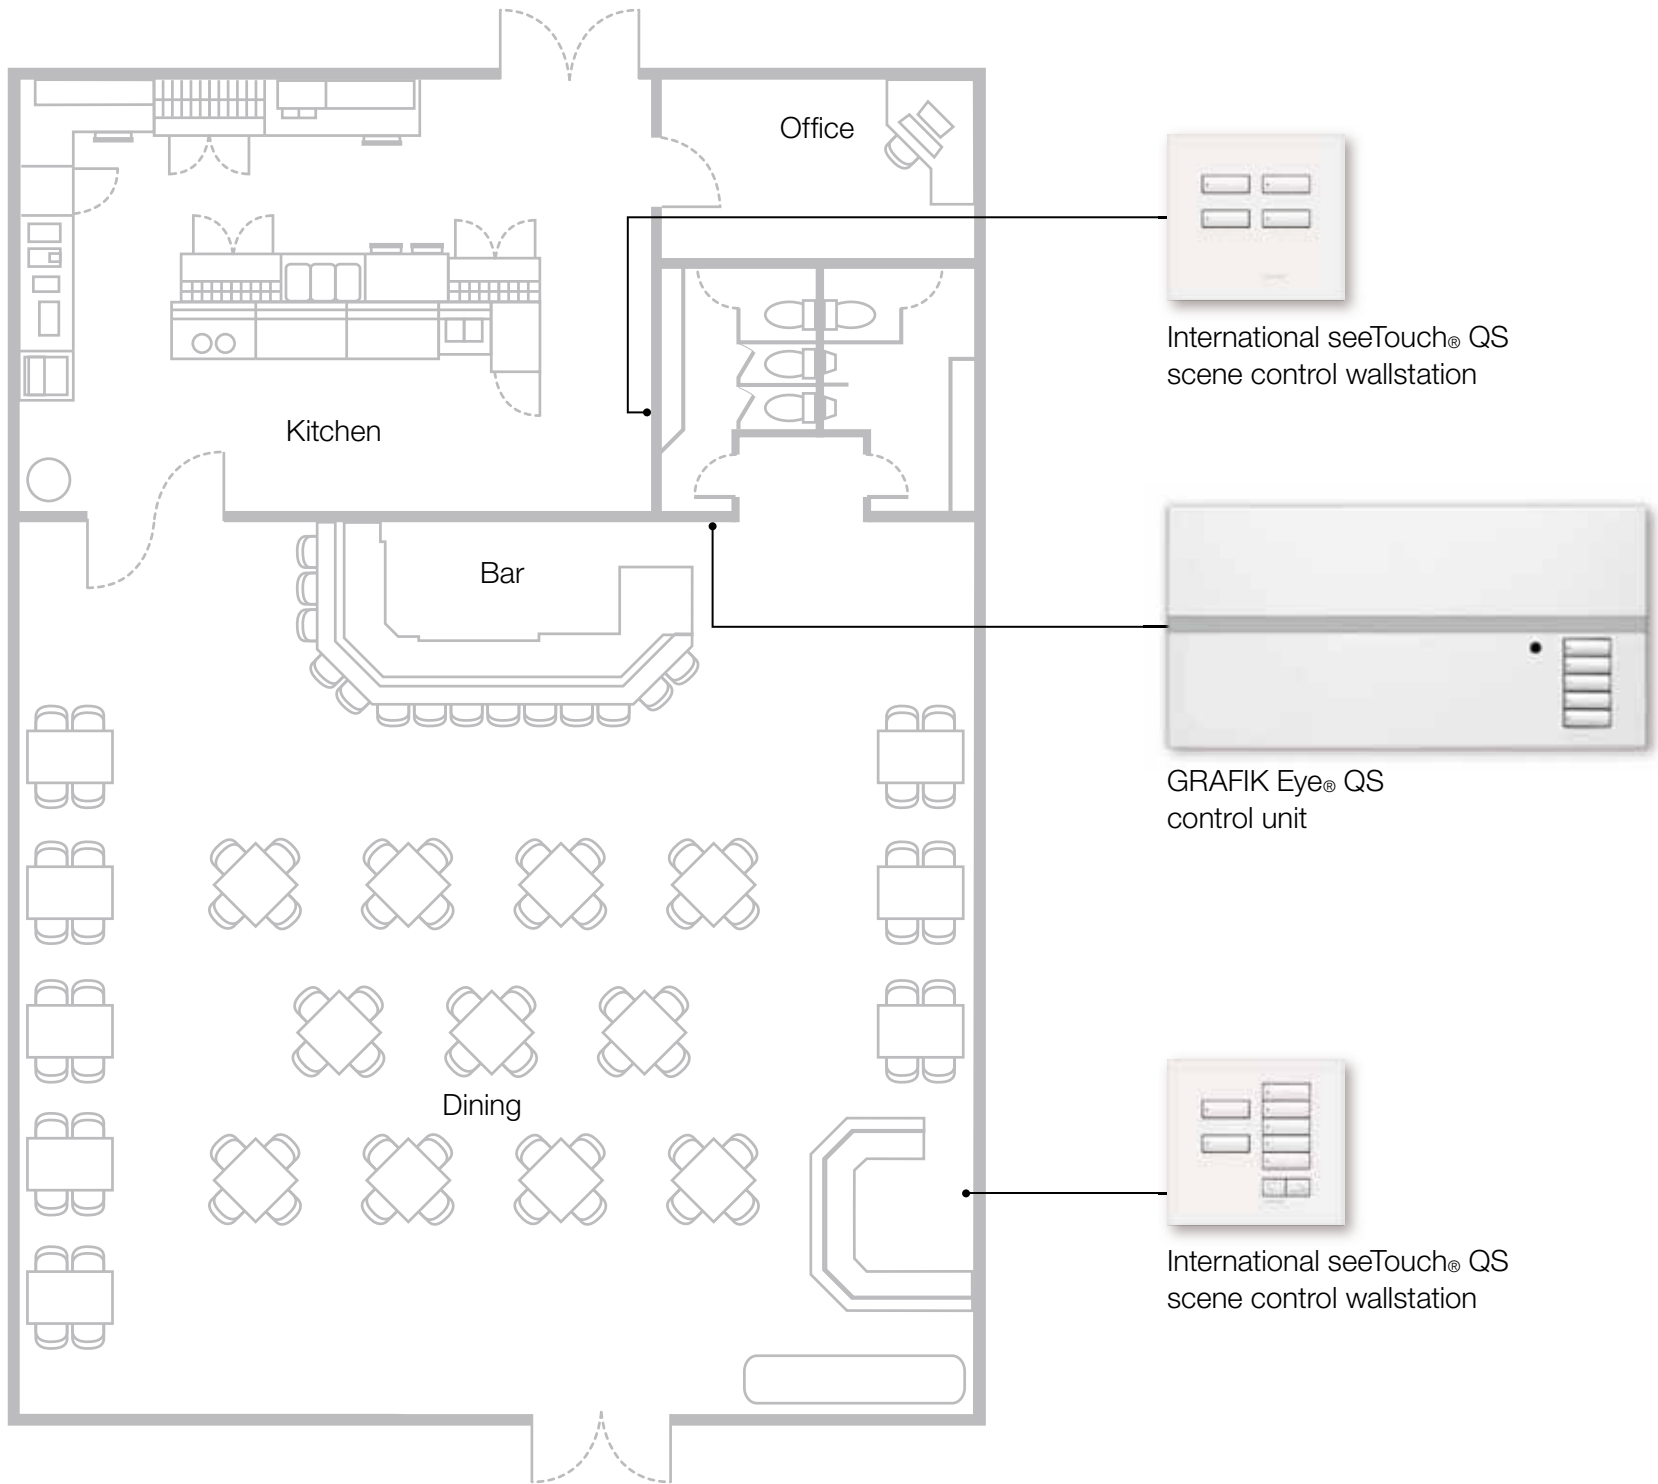 Office
International seeTouch® QS
scene control wallstation
Kitchen
Bar
GRAFIK Eye® QS
control unit
Dining
International seeTouch® QS
scene control wallstation